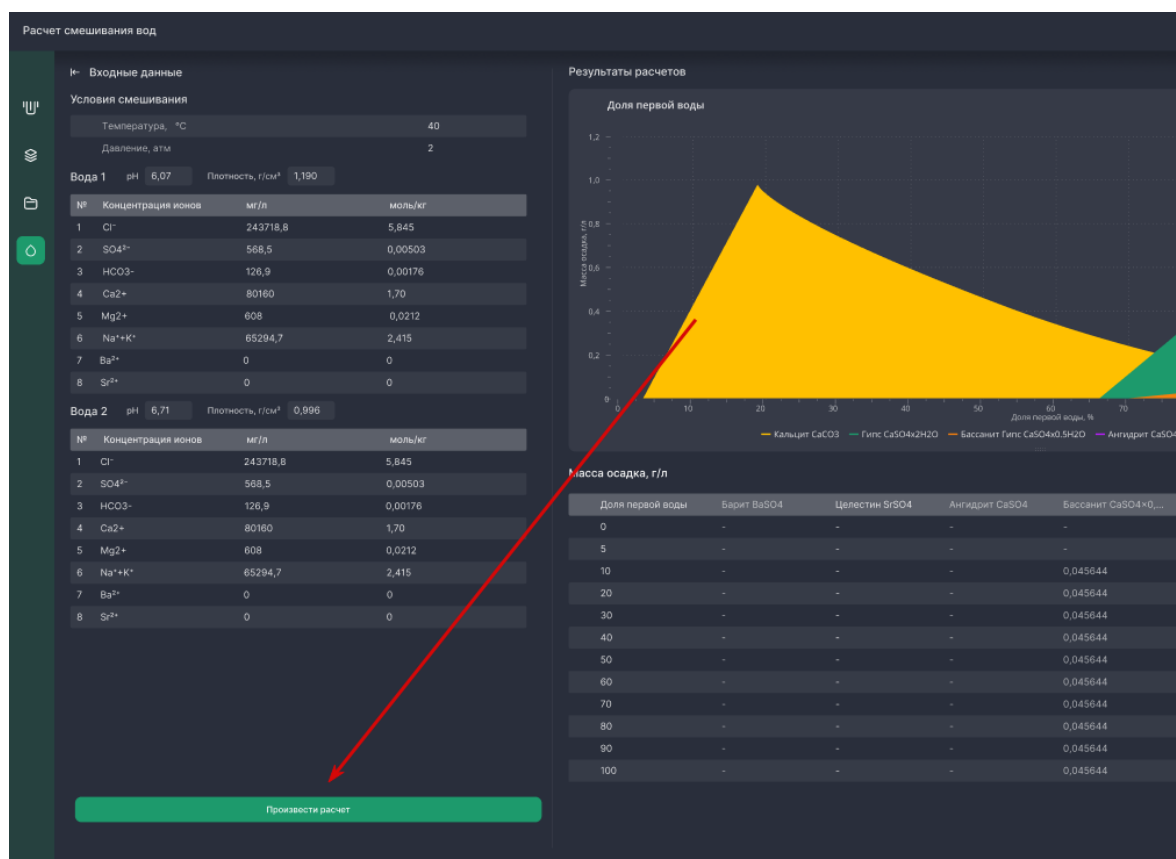 Расчет смешивания вод
Входные данные
Условия смешивания
Температура, °C 40
Давление, атм 2
Вода 1 pH 6,07 Плотность, г/см³ 1,190
№ Концентрация ионов мг/л моль/кг
1 Cl⁻ 243718,8 5,845
2 SO4²⁻ 568,5 0,00503
3 HCO3- 126,9 0,00176
4 Ca2+ 80160 1,70
5 Mg2+ 608 0,0212
6 Na⁺+K⁺ 65294,7 2,415
7 Ba²⁺ 0 0
8 Sr²⁺ 0 0
Вода 2 pH 6,71 Плотность, г/см³ 0,996
№ Концентрация ионов мг/л моль/кг
1 Cl⁻ 243718,8 5,845
2 SO4²⁻ 568,5 0,00503
3 HCO3- 126,9 0,00176
4 Ca2+ 80160 1,70
5 Mg2+ 608 0,0212
6 Na⁺+K⁺ 65294,7 2,415
7 Ba²⁺ 0 0
8 Sr²⁺ 0 0
Произвести расчет
Результаты расчетов
Доля первой воды
Масса осадка, г/л
1,2
1,0
0,8
0,6
0,4
0,2
0
0 10 20 30 40 50 60 70
Доля первой воды, %
Кальцит CaCO3 Гипс CaSO4x2H2O Бассанит Гипс CaSO4x0.5H2O Ангидрит CaSO4
Масса осадка, г/л
Доля первой воды Барит BaSO4 Целестин SrSO4 Ангидрит CaSO4 Бассанит CaSO4×0,...
0 - - - -
5 - - - -
10 - - - 0,045644
20 - - - 0,045644
30 - - - 0,045644
40 - - - 0,045644
50 - - - 0,045644
60 - - - 0,045644
70 - - - 0,045644
80 - - - 0,045644
90 - - - 0,045644
100 - - - 0,045644